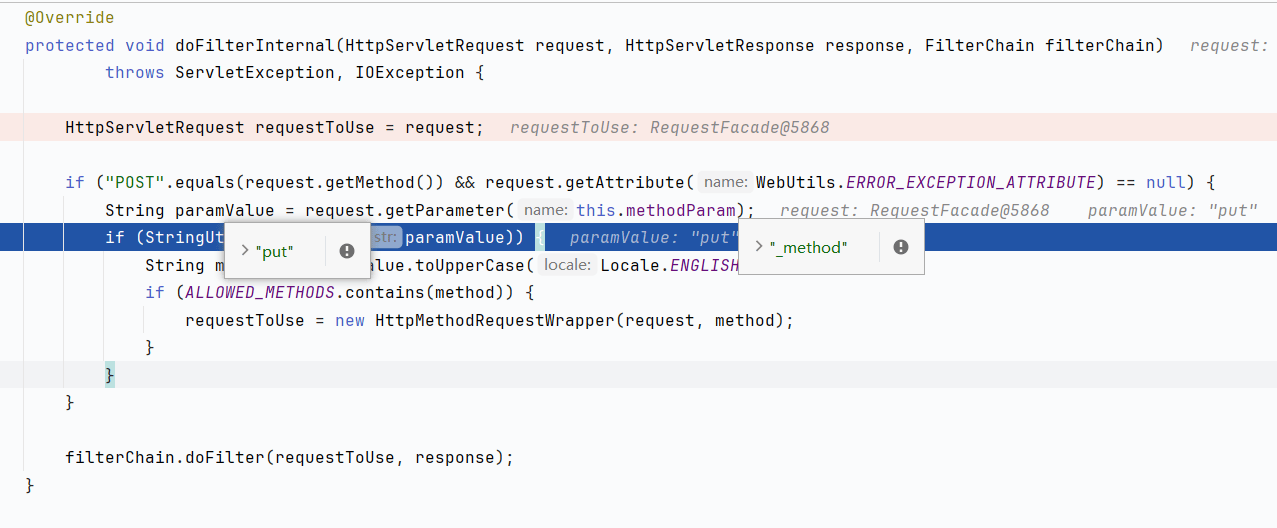 @Override
protected void doFilterInternal(HttpServletRequest request, HttpServletResponse response, FilterChain filterChain) request:
throws ServletException, IOException {
HttpServletRequest requestToUse = request; requestToUse: RequestFacade@5868
if ("POST".equals(request.getMethod()) && request.getAttribute( name: WebUtils.ERROR_EXCEPTION_ATTRIBUTE) == null) {
String paramValue = request.getParameter( name: this.methodParam); request: RequestFacade@5868 paramValue: "put"
if (StringUt "put" str: paramValue)) { paramValue: "put" "_method"
String m alue.toUpperCase( locale: Locale.ENGLISH
if (ALLOWED_METHODS.contains(method)) {
requestToUse = new HttpMethodRequestWrapper(request, method);
}
}
}
filterChain.doFilter(requestToUse, response);
}